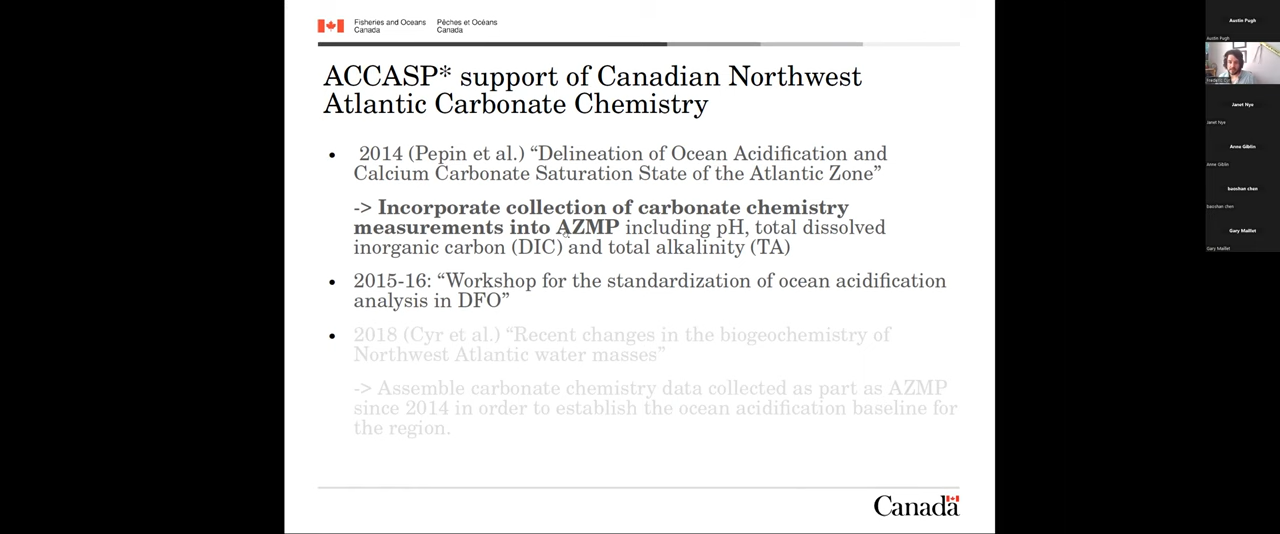 Fisheries and Oceans
Canada
Pêches et Océans
Canada
ACCASP* support of Canadian Northwest
Atlantic Carbonate Chemistry
• 2014 (Pepin et al.) “Delineation of Ocean Acidification and
Calcium Carbonate Saturation State of the Atlantic Zone”
-> Incorporate collection of carbonate chemistry
measurements into AZMP including pH, total dissolved
inorganic carbon (DIC) and total alkalinity (TA)
• 2015-16: “Workshop for the standardization of ocean acidification
analysis in DFO”
• 2018 (Cyr et al.) “Recent changes in the biogeochemistry of
Northwest Atlantic water masses”
-> Assemble carbonate chemistry data collected as part as AZMP
since 2014 in order to establish the ocean acidification baseline for
the region.
Canada
Austin Pugh
Austin Pugh
Janet Nye
Janet Nye
Anne Giblin
Anne Giblin
baoshan chen
baoshan chen
Gary Maillet
Gary Maillet